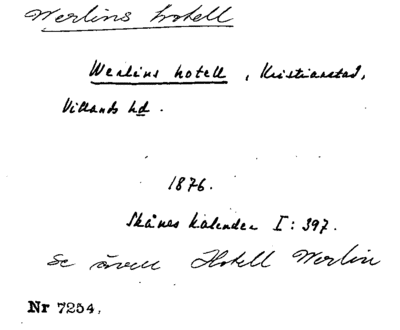 Werlins hotell
Werlins hotell, Kristianstad,
Villands hd.
1876.
Skånes kalender I: 397.
Se även Hotell Werlin
Nr 7254.